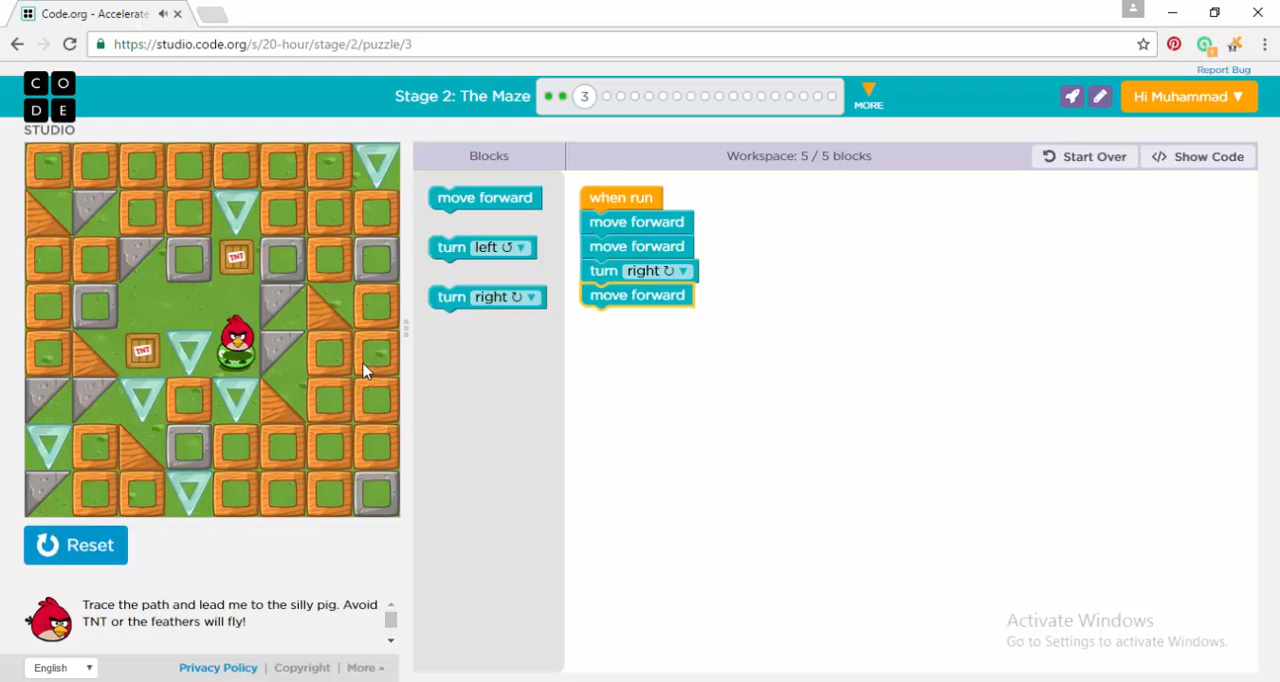 Code.org - Accelerate
https://studio.code.org/s/20-hour/stage/2/puzzle/3
Report Bug
C O
D E
STUDIO
Stage 2: The Maze
3
MORE
Hi Muhammad ▼
Blocks
Workspace: 5 / 5 blocks
Start Over
</> Show Code
move forward
turn left ↺ ▼
turn right ↻ ▼
when run
move forward
move forward
turn right ↻ ▼
move forward
TNT
TNT
Reset
Trace the path and lead me to the silly pig. Avoid
TNT or the feathers will fly!
English
Privacy Policy | Copyright | More
Activate Windows
Go to Settings to activate Windows.